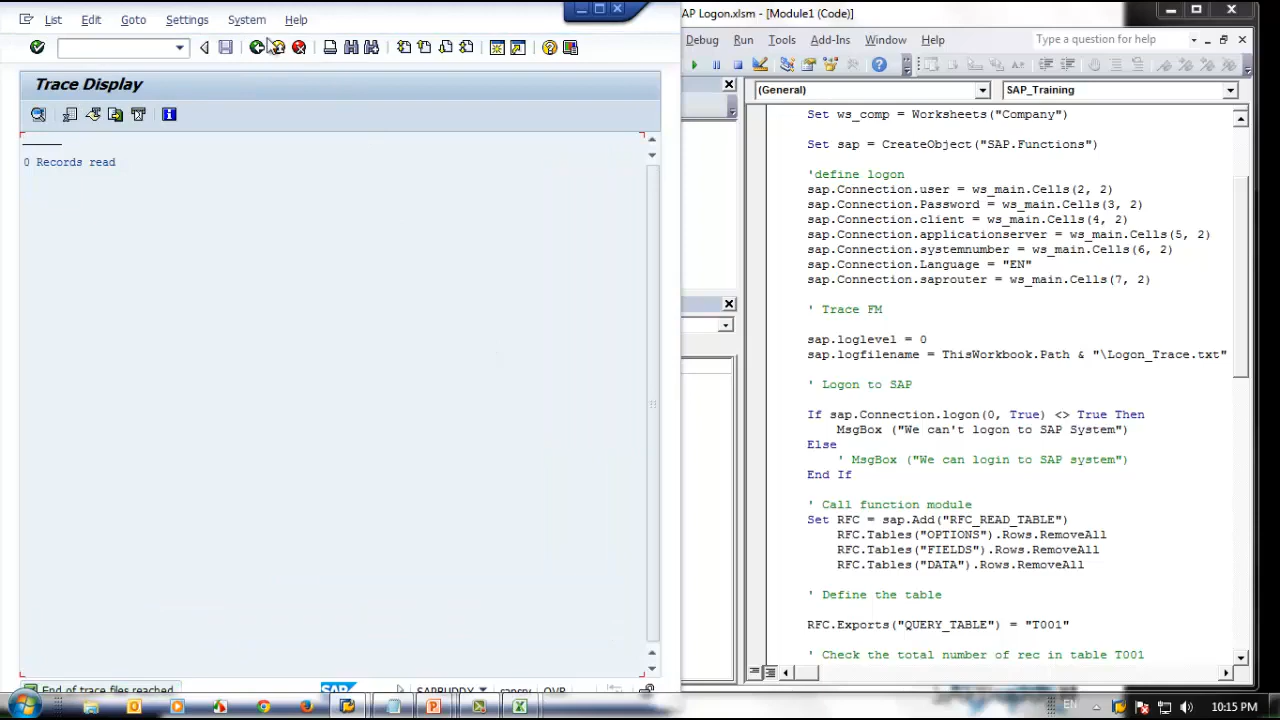 List Edit Goto Settings System Help
Trace Display
0 Records read
End of trace files reached
SAP
OVR
AP Logon.xlsm - [Module1 (Code)]
Debug Run Tools Add-Ins Window Help
Type a question for help
(General)
SAP_Training
Set ws_comp = Worksheets("Company")
Set sap = CreateObject("SAP.Functions")
'define logon
sap.Connection.user = ws_main.Cells(2, 2)
sap.Connection.Password = ws_main.Cells(3, 2)
sap.Connection.client = ws_main.Cells(4, 2)
sap.Connection.applicationserver = ws_main.Cells(5, 2)
sap.Connection.systemnumber = ws_main.Cells(6, 2)
sap.Connection.Language = "EN"
sap.Connection.saprouter = ws_main.Cells(7, 2)
' Trace FM
sap.loglevel = 0
sap.logfilename = ThisWorkbook.Path & "\Logon_Trace.txt"
' Logon to SAP
If sap.Connection.logon(0, True) <> True Then
MsgBox ("We can't logon to SAP System")
Else
' MsgBox ("We can login to SAP system")
End If
' Call function module
Set RFC = sap.Add("RFC_READ_TABLE")
RFC.Tables("OPTIONS").Rows.RemoveAll
RFC.Tables("FIELDS").Rows.RemoveAll
RFC.Tables("DATA").Rows.RemoveAll
' Define the table
RFC.Exports("QUERY_TABLE") = "T001"
' Check the total number of rec in table T001
EN
10:15 PM